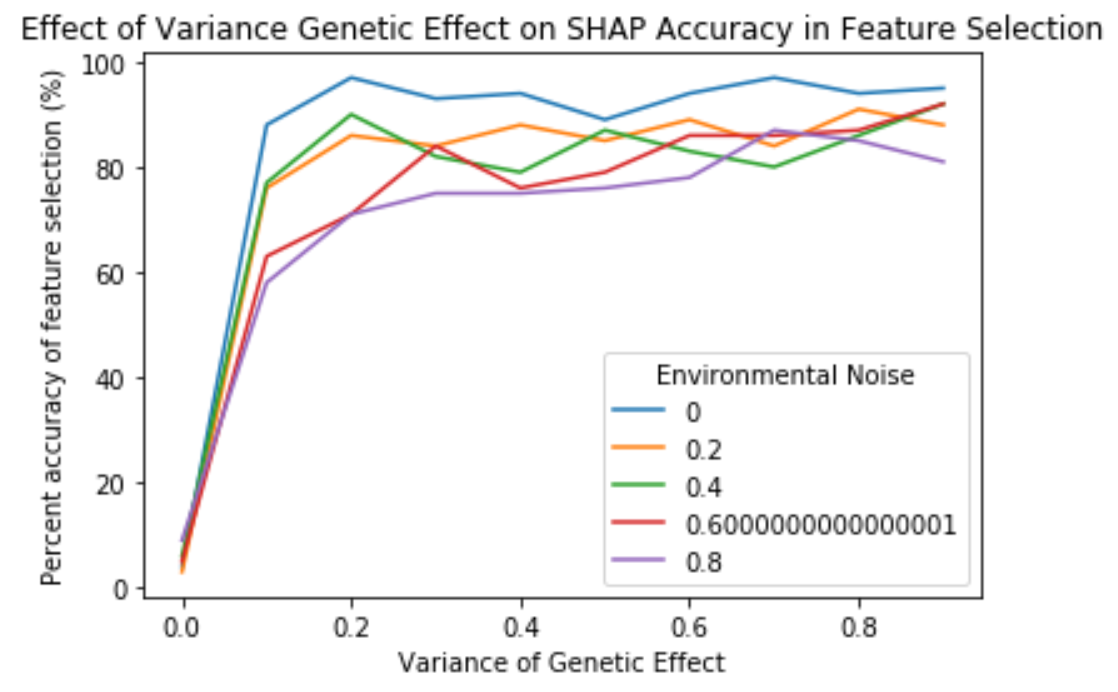 Effect of Variance Genetic Effect on SHAP Accuracy in Feature Selection
Percent accuracy of feature selection (%)
100
80
60
40
20
0
Environmental Noise
0
0.2
0.4
0.6000000000000001
0.8
0.0 0.2 0.4 0.6 0.8
Variance of Genetic Effect